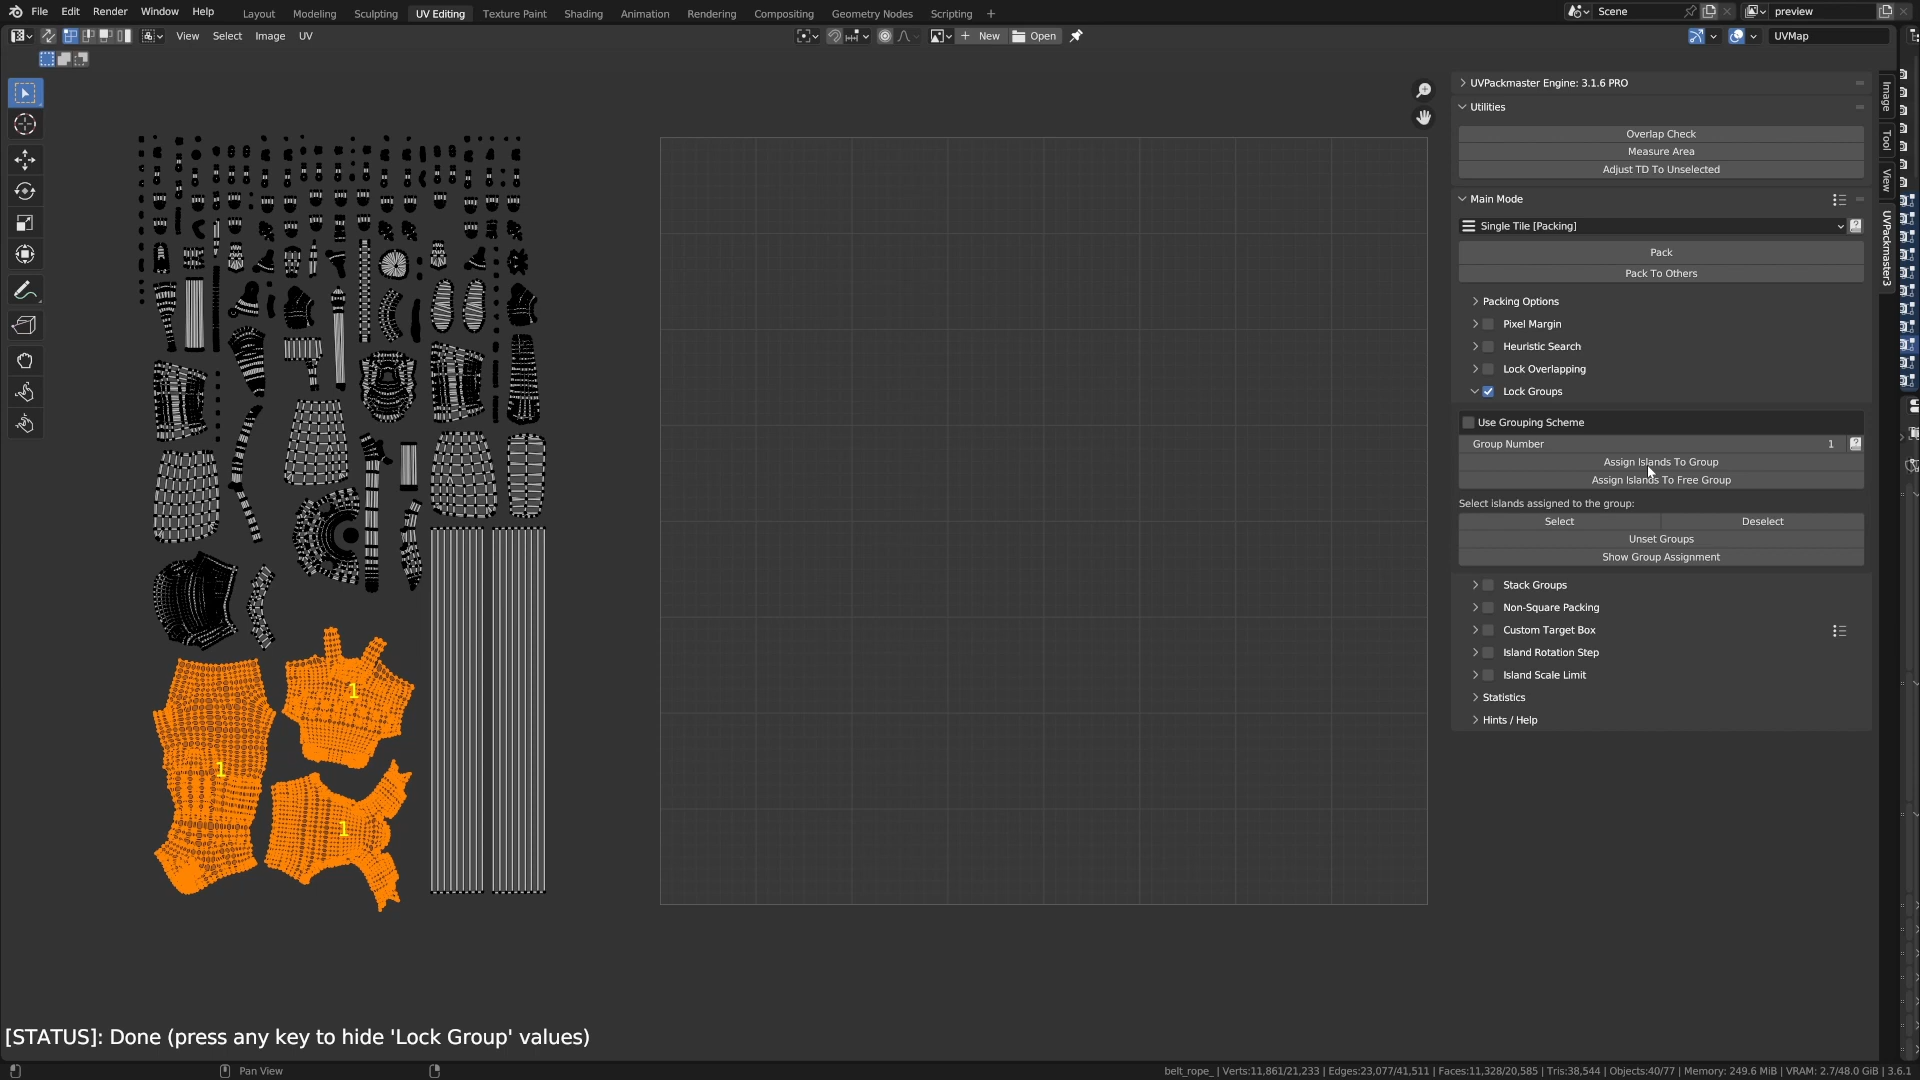 File Edit Render Window Help Layout Modeling Sculpting UV Editing Texture Paint Shading Animation Rendering Compositing Geometry Nodes Scripting + Scene preview
View Select Image UV New Open UVMap
UVPackmaster Engine: 3.1.6 PRO
Utilities
Overlap Check
Measure Area
Adjust TD To Unselected
Main Mode
Single Tile [Packing]
Pack
Pack To Others
Packing Options
Pixel Margin
Heuristic Search
Lock Overlapping
Lock Groups
Use Grouping Scheme
Group Number 1
Assign Islands To Group
Assign Islands To Free Group
Select islands assigned to the group:
Select Deselect
Unset Groups
Show Group Assignment
Stack Groups
Non-Square Packing
Custom Target Box
Island Rotation Step
Island Scale Limit
Statistics
Hints / Help
Image
Tool
View
UVPackmaster3
1
1
1
[STATUS]: Done (press any key to hide 'Lock Group' values)
Pan View
belt_rope_ | Verts:11,861/21,233 | Edges:23,077/41,511 | Faces:11,328/20,585 | Tris:38,544 | Objects:40/77 | Memory: 249.6 MiB | VRAM: 2.7/48.0 GiB | 3.6.1